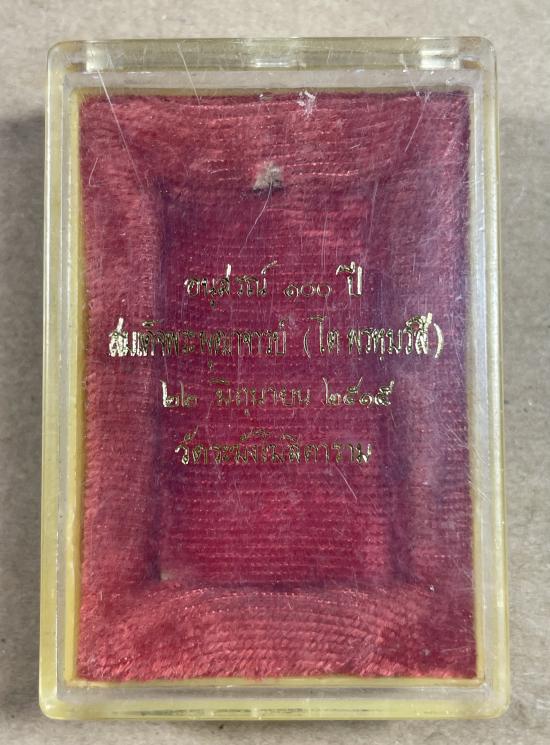 อนุสรณ์ ๑๐๐ ปี
สมเด็จพระพุฒาจารย์ (โต พรหมรังสี)
๒๒ มิถุนายน ๒๕๑๕
วัดระฆังโฆสิตาราม